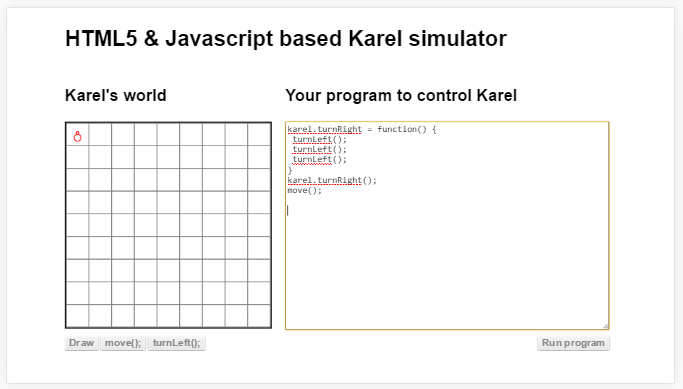 HTML5 & Javascript based Karel simulator
Karel's world
Your program to control Karel
karel.turnRight = function() {
turnLeft();
turnLeft();
turnLeft();
}
karel.turnRight();
move();
Draw
move();
turnLeft();
Run program